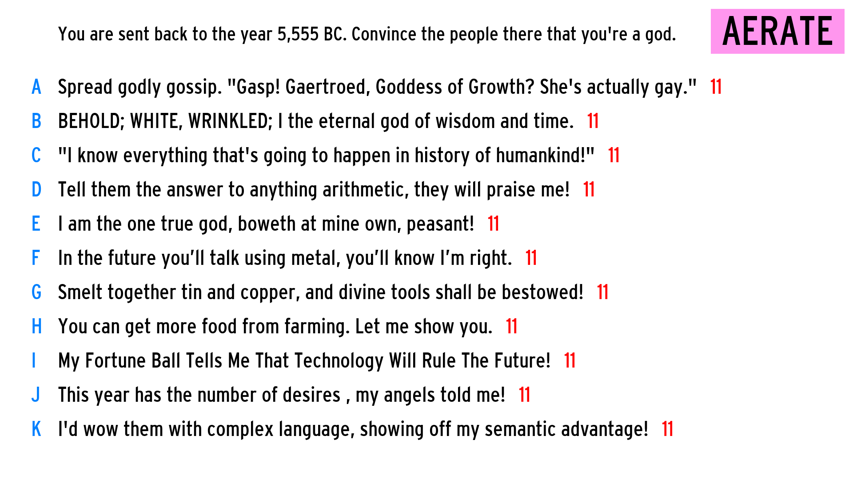 You are sent back to the year 5,555 BC. Convince the people there that you're a god.
AERATE
A Spread godly gossip. "Gasp! Gaertroed, Goddess of Growth? She's actually gay." 11
B BEHOLD; WHITE, WRINKLED; I the eternal god of wisdom and time. 11
C "I know everything that's going to happen in history of humankind!" 11
D Tell them the answer to anything arithmetic, they will praise me! 11
E I am the one true god, boweth at mine own, peasant! 11
F In the future you’ll talk using metal, you’ll know I’m right. 11
G Smelt together tin and copper, and divine tools shall be bestowed! 11
H You can get more food from farming. Let me show you. 11
I My Fortune Ball Tells Me That Technology Will Rule The Future! 11
J This year has the number of desires , my angels told me! 11
K I'd wow them with complex language, showing off my semantic advantage! 11